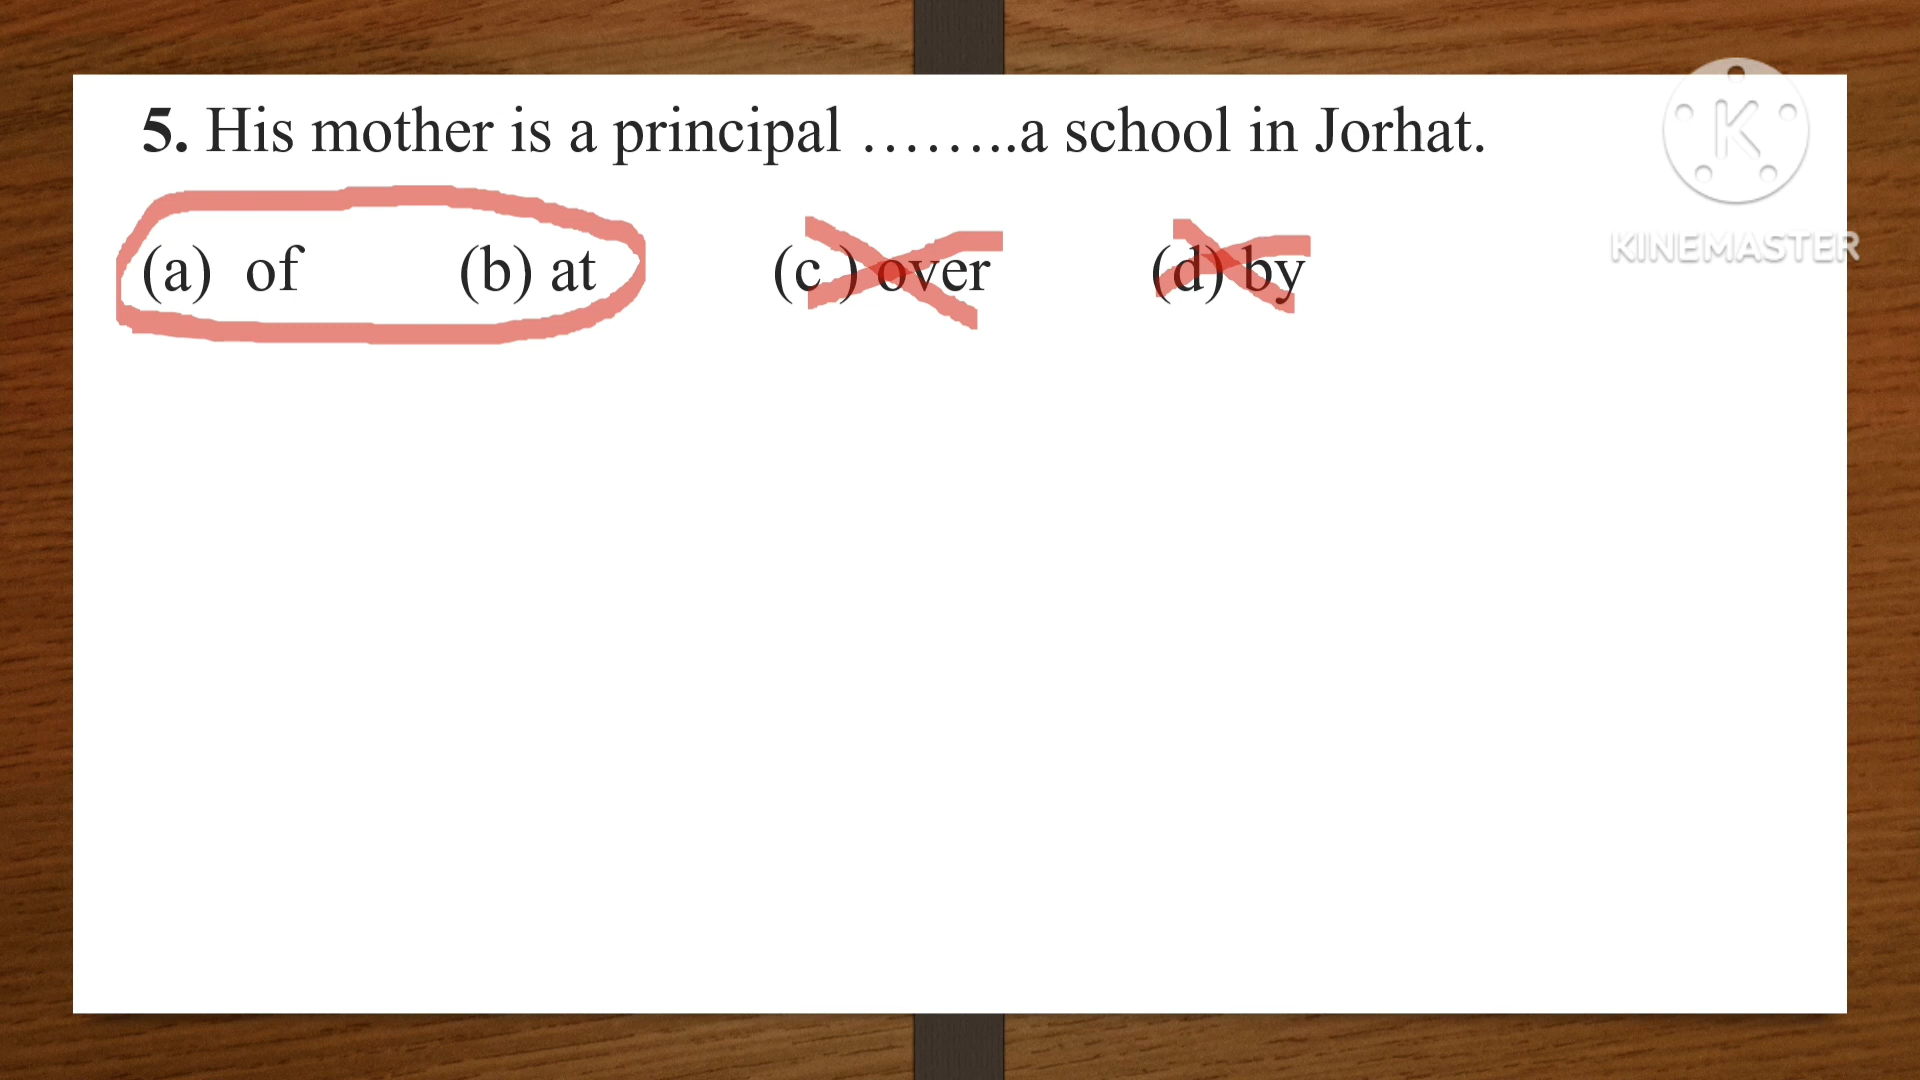 5. His mother is a principal ........a school in Jorhat.
(a) of (b) at (c ) over (d) by
K
KINEMASTER